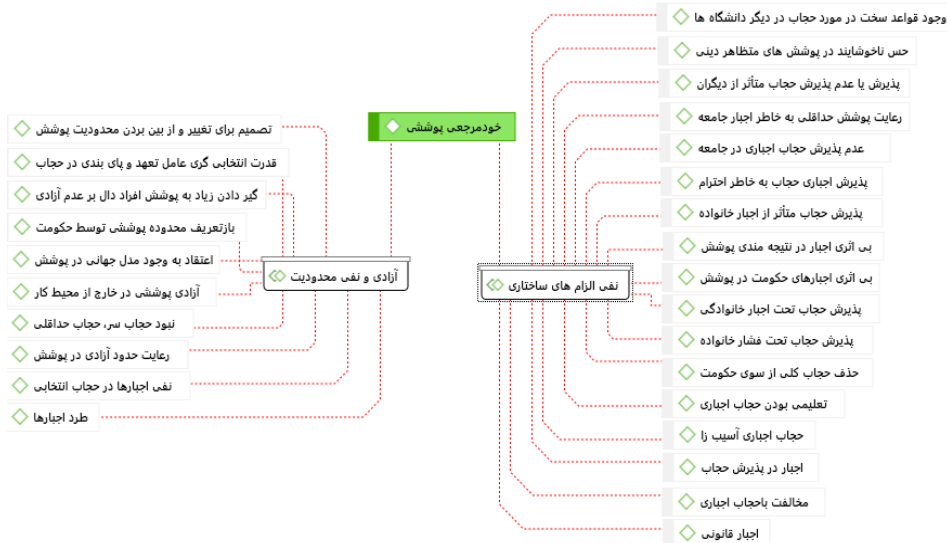 وجود قواعد سخت در مورد حجاب در دیگر دانشگاه ها
حس ناخوشایند در پوشش های متظاهر دینی
پذیرش یا عدم پذیرش حجاب متأثر از دیگران
رعایت پوشش حداقلی به خاطر اجبار جامعه
عدم پذیرش حجاب اجباری در جامعه
پذیرش اجباری حجاب به خاطر احترام
پذیرش حجاب متأثر از اجبار خانواده
بی اثری اجبار در نتیجه مندی پوشش
بی اثری اجبارهای حکومت در پوشش
پذیرش حجاب تحت اجبار خانوادگی
پذیرش حجاب تحت فشار خانواده
حذف حجاب کلی از سوی حکومت
تعلیمی بودن حجاب اجباری
حجاب اجباری آسیب زا
اجبار در پذیرش حجاب
مخالفت باحجاب اجباری
اجبار قانونی
خودمرجعی پوششی
نفی الزام های ساختاری
آزادی و نفی محدودیت
تصمیم برای تغییر و از بین بردن محدودیت پوشش
قدرت انتخابی گری عامل تعهد و پای بندی در حجاب
گیر دادن زیاد به پوشش افراد دال بر عدم آزادی
بازتعریف محدوده پوششی توسط حکومت
اعتقاد به وجود مدل جهانی در پوشش
آزادی پوششی در خارج از محیط کار
نبود حجاب سر، حجاب حداقلی
رعایت حدود آزادی در پوشش
نفی اجبارها در حجاب انتخابی
طرد اجبارها